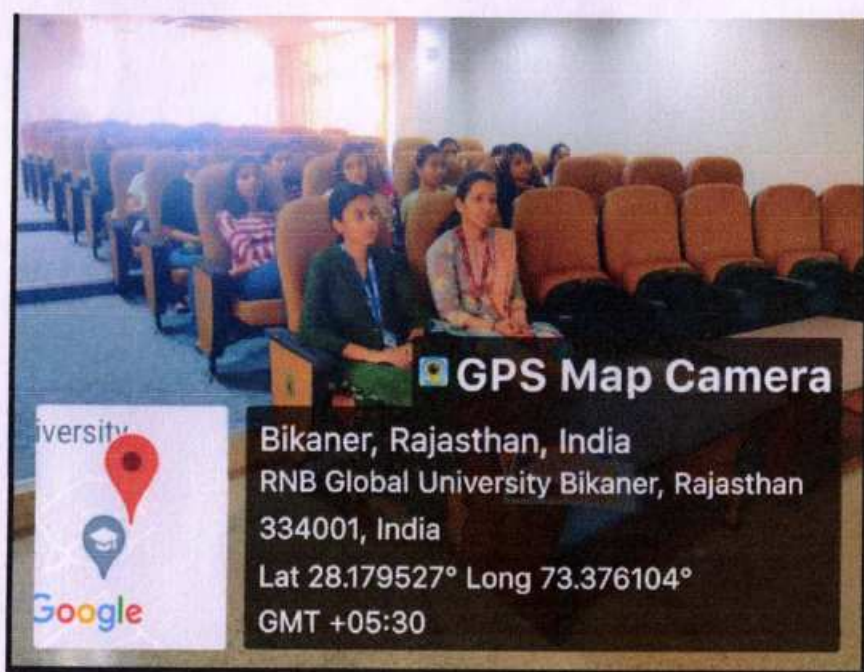 GPS Map Camera
iversity
Google
Bikaner, Rajasthan, India
RNB Global University Bikaner, Rajasthan
334001, India
Lat 28.179527° Long 73.376104°
GMT +05:30